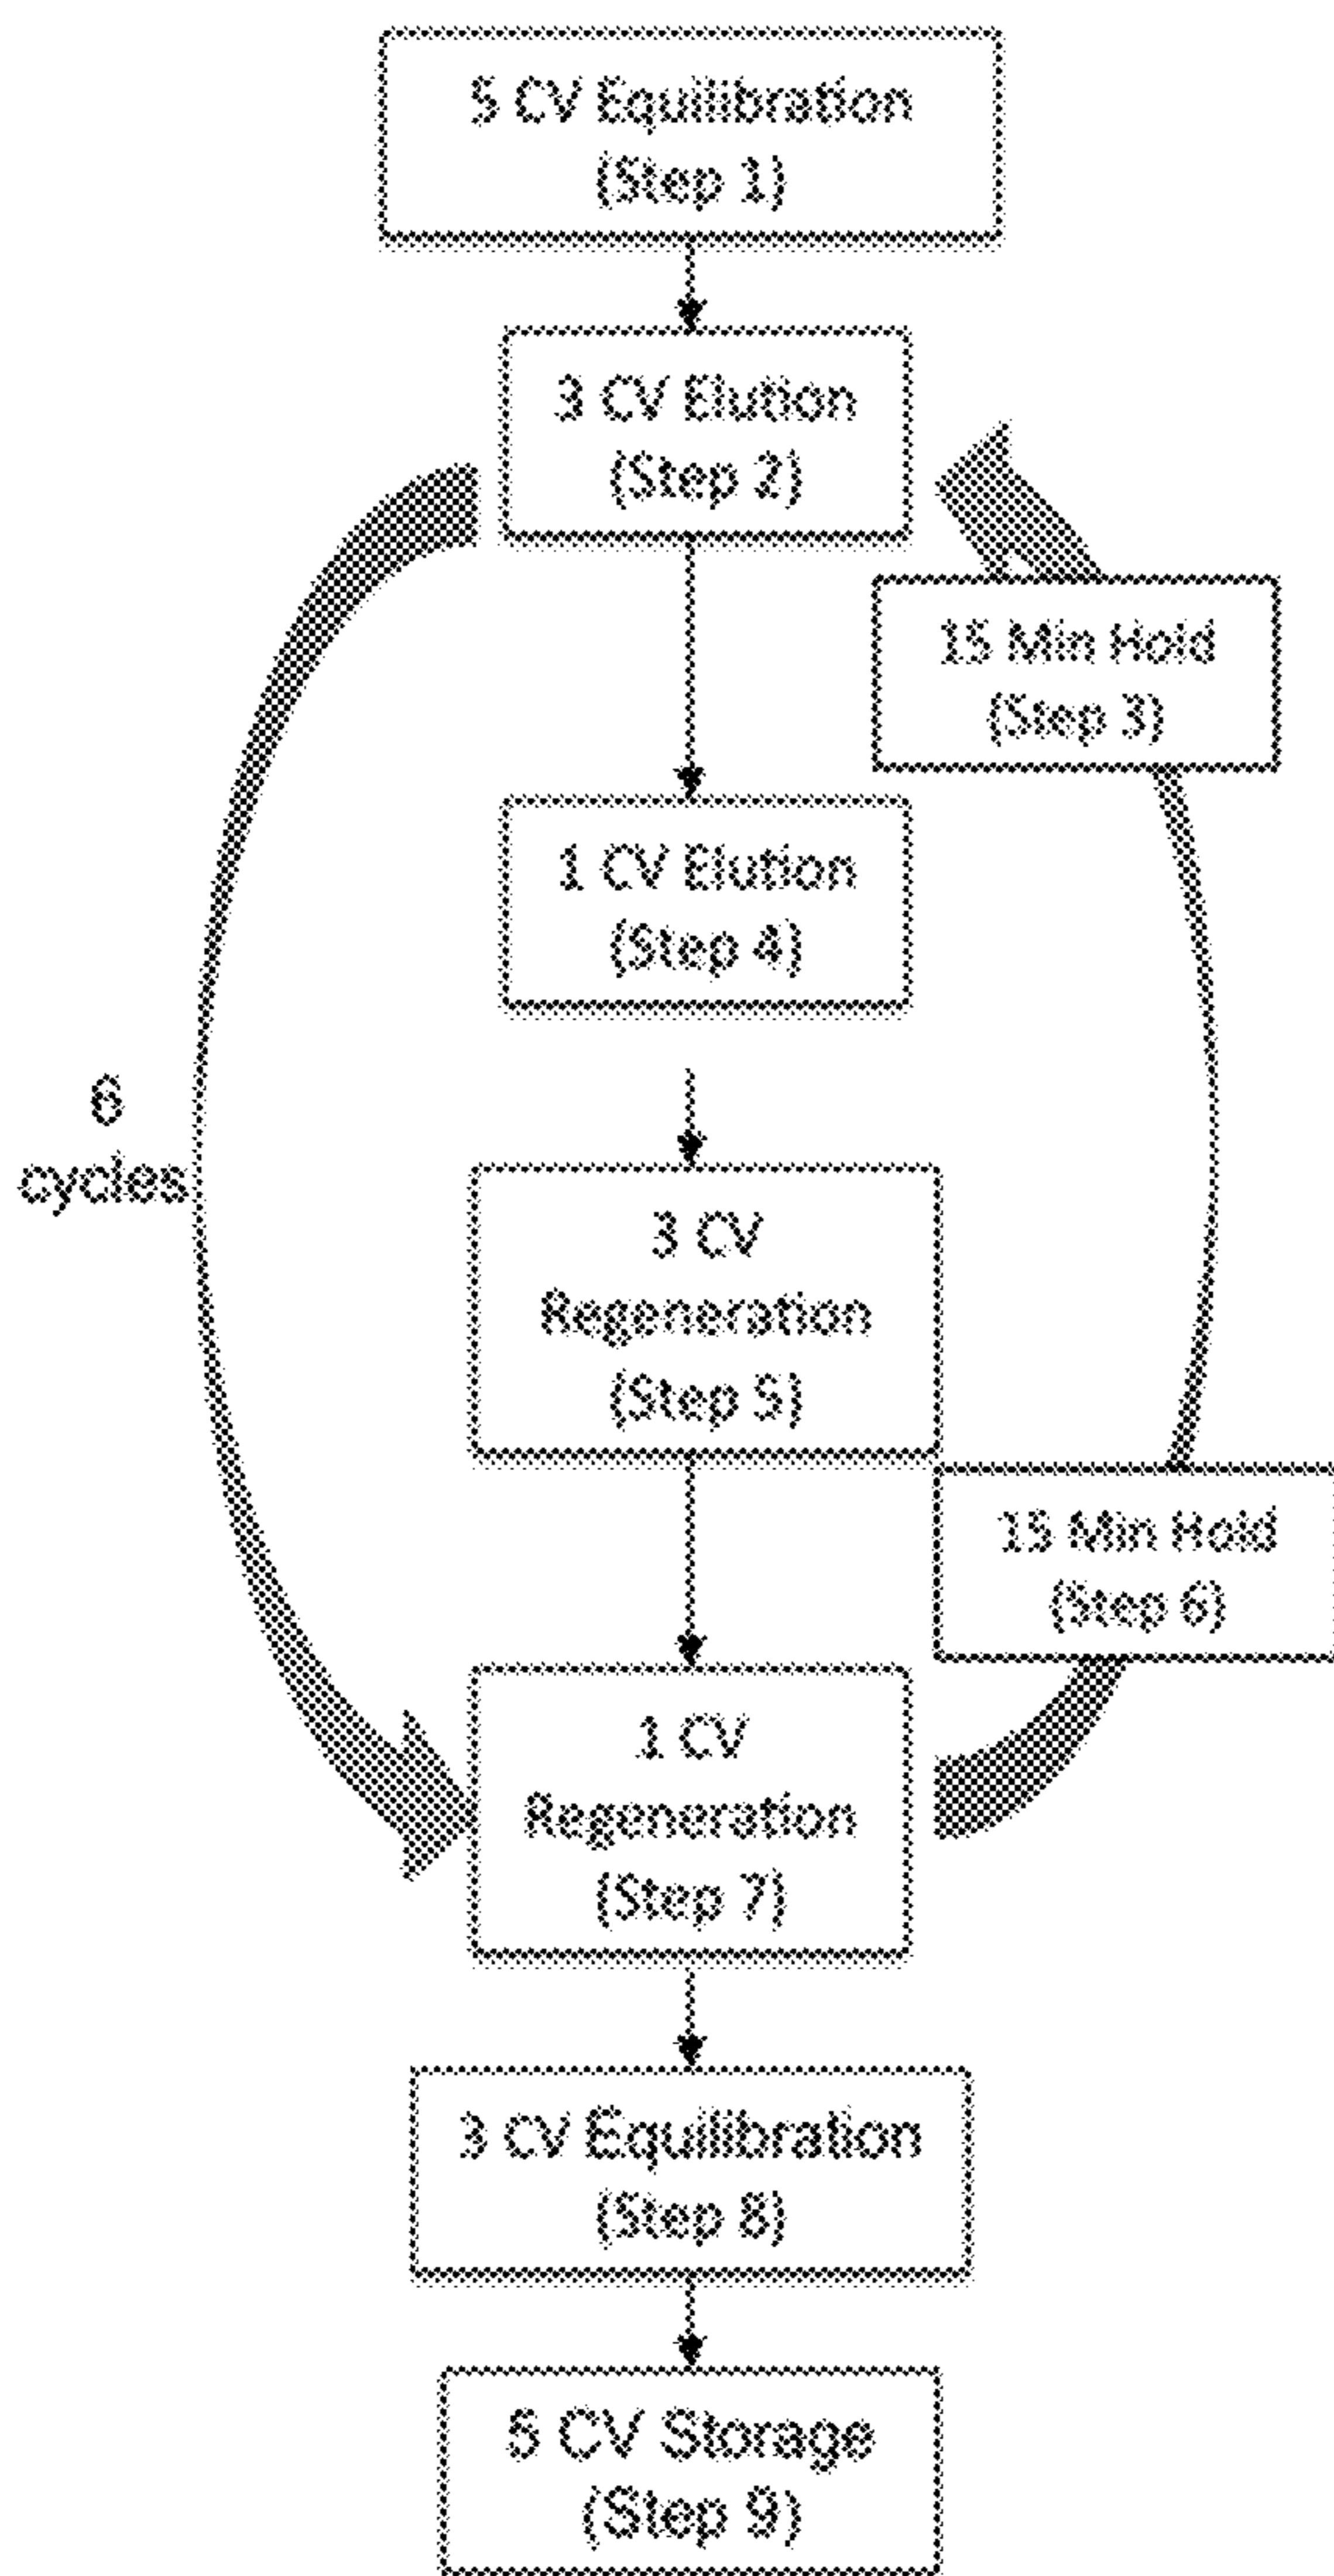 5 CV Equilibration
(Step 1)
3 CV Elution
(Step 2)
15 Min Hold
(Step 3)
1 CV Elution
(Step 4)
6
cycles
3 CV
Regeneration
(Step 5)
15 Min Hold
(Step 6)
1 CV
Regeneration
(Step 7)
3 CV Equilibration
(Step 8)
5 CV Storage
(Step 9)